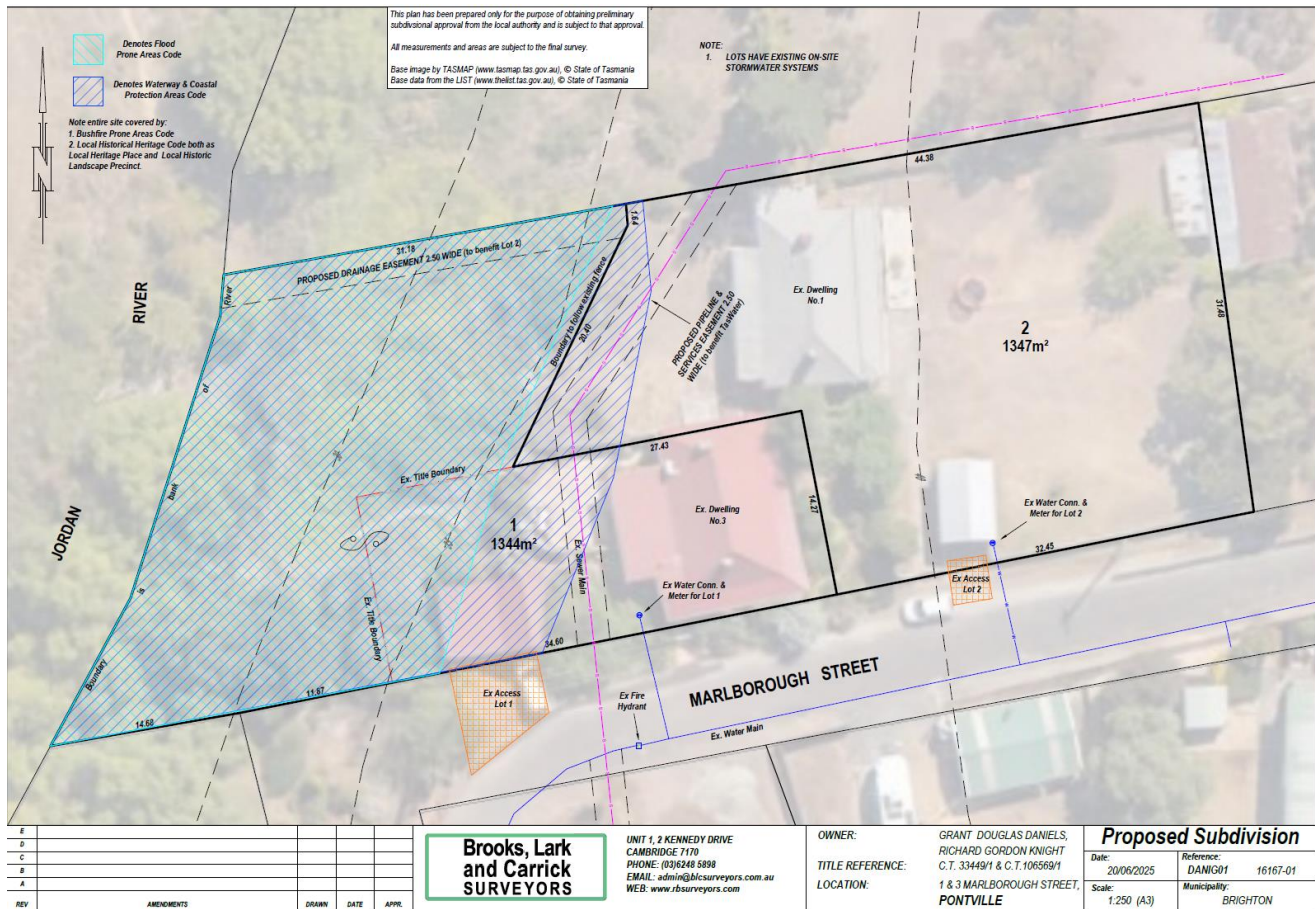 This plan has been prepared only for the purpose of obtaining preliminary
subdivisional approval from the local authority and is subject to that approval.
All measurements and areas are subject to the final survey.
Base image by TASMAP (www.tasmap.tas.gov.au), © State of Tasmania
Base data from the LIST (www.thelist.tas.gov.au), © State of Tasmania
Denotes Flood
Prone Areas Code
Denotes Waterway & Coastal
Protection Areas Code
Note entire site covered by:
1. Bushfire Prone Areas Code
2. Local Historical Heritage Code both as
Local Heritage Place and Local Historic
Landscape Precinct.
N
NOTE:
1. LOTS HAVE EXISTING ON-SITE
STORMWATER SYSTEMS
44.38
1.64
31.18
PROPOSED DRAINAGE EASEMENT 2.50 WIDE (to benefit Lot 2)
River
RIVER
Boundary to follow existing fence
20.40
PROPOSED PIPELINE &
SERVICES EASEMENT 2.50
WIDE (to benefit TasWater)
Ex. Dwelling
No.1
2
1347m²
31.48
of
27.43
Ex. Title Boundary
14.27
bank
JORDAN
1
1344m²
Ex. Dwelling
No.3
Ex Water Conn. &
Meter for Lot 2
Ex. Sewer Main
32.45
Ex Access
Lot 2
Ex Water Conn. &
Meter for Lot 1
is
Ex. Title Boundary
34.60
Boundary
MARLBOROUGH STREET
11.87
Ex Access
Lot 1
Ex Fire
Hydrant
14.68
Ex. Water Main
E
D
C
B
A
REV AMENDMENTS DRAWN DATE APPR.
Brooks, Lark
and Carrick
SURVEYORS
UNIT 1, 2 KENNEDY DRIVE
CAMBRIDGE 7170
PHONE: (03)6248 5898
EMAIL: admin@blcsurveyors.com.au
WEB: www.rbsurveyors.com
OWNER: GRANT DOUGLAS DANIELS,
RICHARD GORDON KNIGHT
TITLE REFERENCE: C.T. 33449/1 & C.T.106569/1
LOCATION: 1 & 3 MARLBOROUGH STREET,
PONTVILLE
Proposed Subdivision
Date:
20/06/2025
Reference:
DANIG01 16167-01
Scale:
1:250 (A3)
Municipality:
BRIGHTON